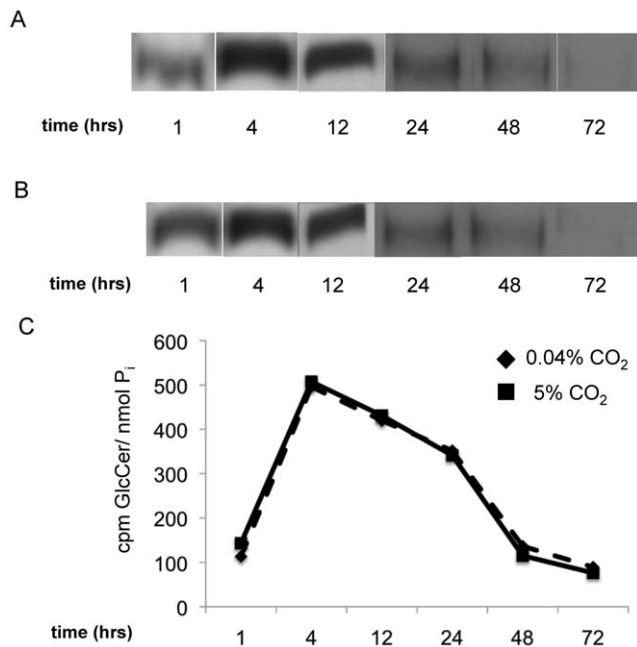 A
time (hrs) 1 4 12 24 48 72
B
time (hrs) 1 4 12 24 48 72
C
600
500
400
300
200
100
0
cpm GlcCer/ nmol Pi
0.04% CO2
5% CO2
time (hrs) 1 4 12 24 48 72